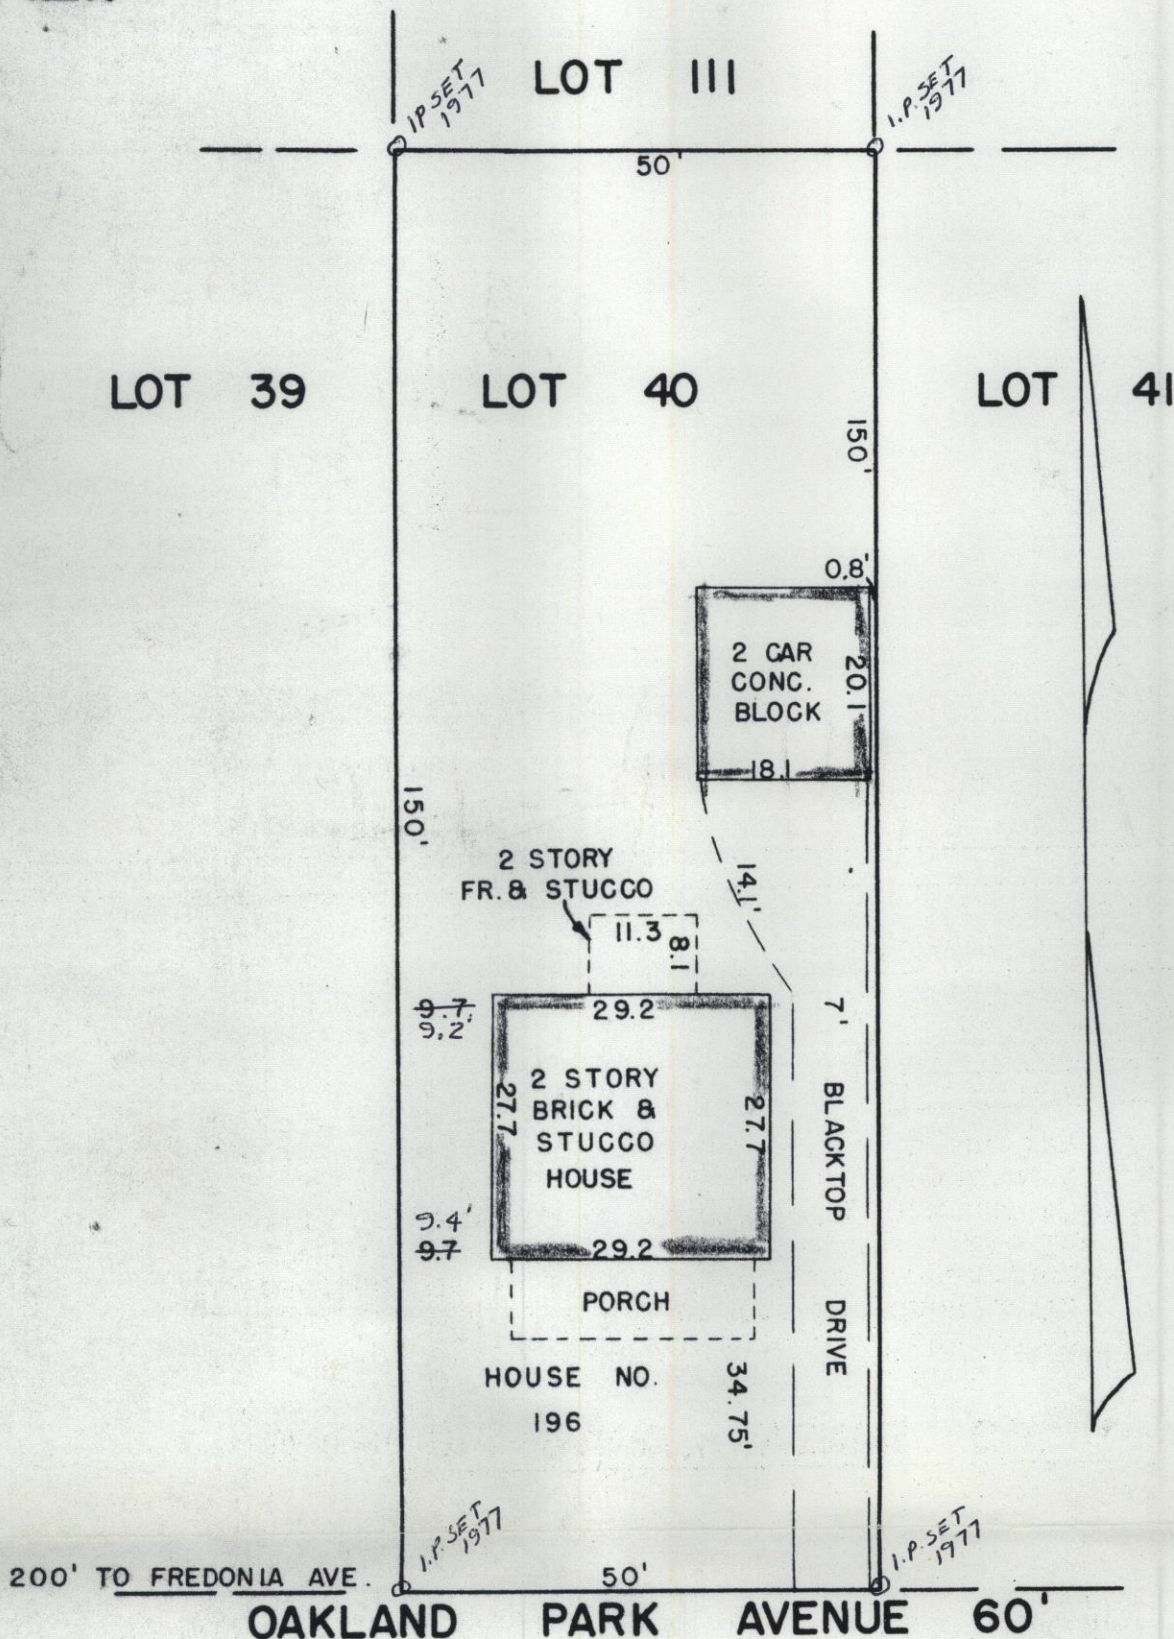 LOT 111
I.P. SET
1977
I.P. SET
1977
50'
LOT 39
LOT 40
LOT 41
150'
0.8'
2 CAR
CONC.
BLOCK
20.1
18.1
150'
2 STORY
FR. & STUCCO
14.1'
11.3
8.1
9.7
9.2'
29.2
7' BLACKTOP DRIVE
27.7
2 STORY
BRICK &
STUCCO
HOUSE
27.7
9.4'
9.7
29.2
PORCH
HOUSE NO.
196
34.75'
I.P. SET
1977
I.P. SET
1977
200' TO FREDONIA AVE.
50'
OAKLAND PARK AVENUE 60'